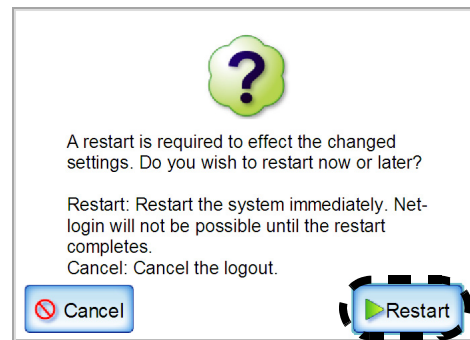 ?
A restart is required to effect the changed
settings. Do you wish to restart now or later?
Restart: Restart the system immediately. Net-
login will not be possible until the restart
completes.
Cancel: Cancel the logout.
Cancel
Restart